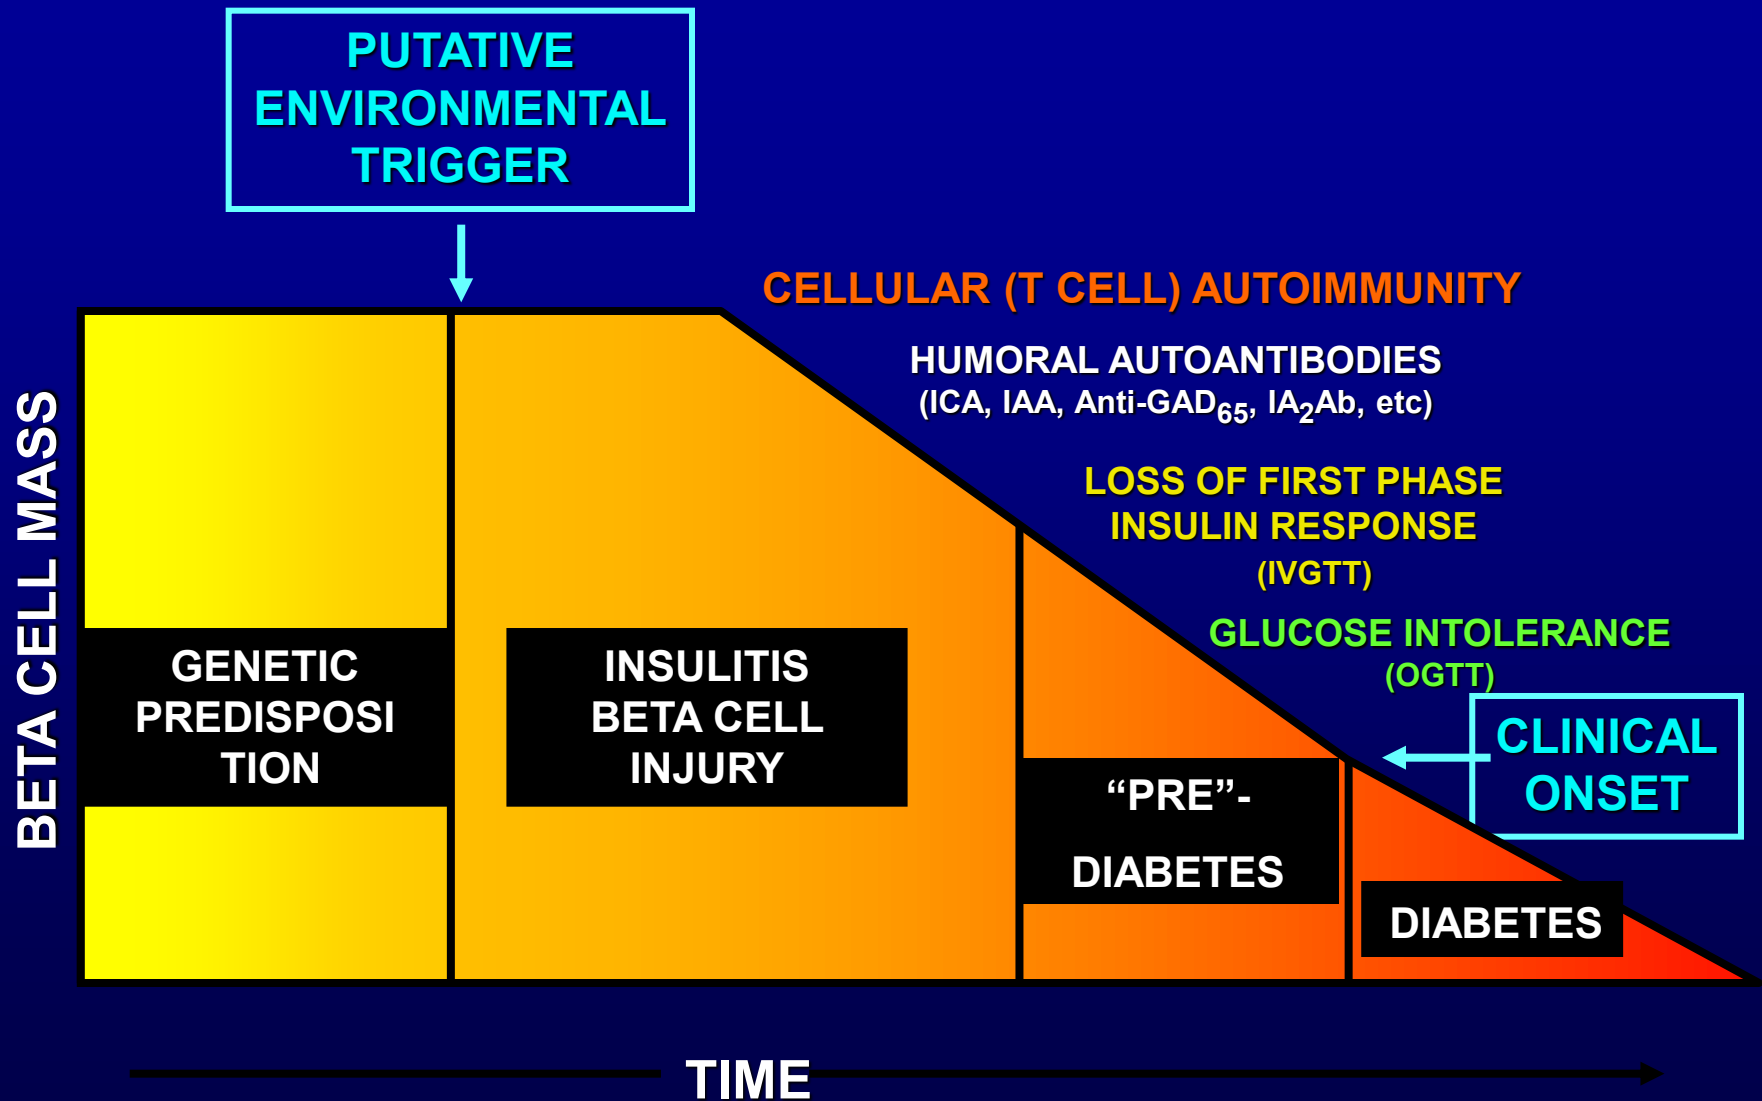 PUTATIVE
ENVIRONMENTAL
TRIGGER
CELLULAR (T CELL) AUTOIMMUNITY
HUMORAL AUTOANTIBODIES
(ICA, IAA, Anti-GAD65, IA2Ab, etc)
LOSS OF FIRST PHASE
INSULIN RESPONSE
(IVGTT)
GLUCOSE INTOLERANCE
(OGTT)
CLINICAL
ONSET
BETA CELL MASS
GENETIC
PREDISPOSI
TION
INSULITIS
BETA CELL
INJURY
“PRE”-
DIABETES
DIABETES
TIME